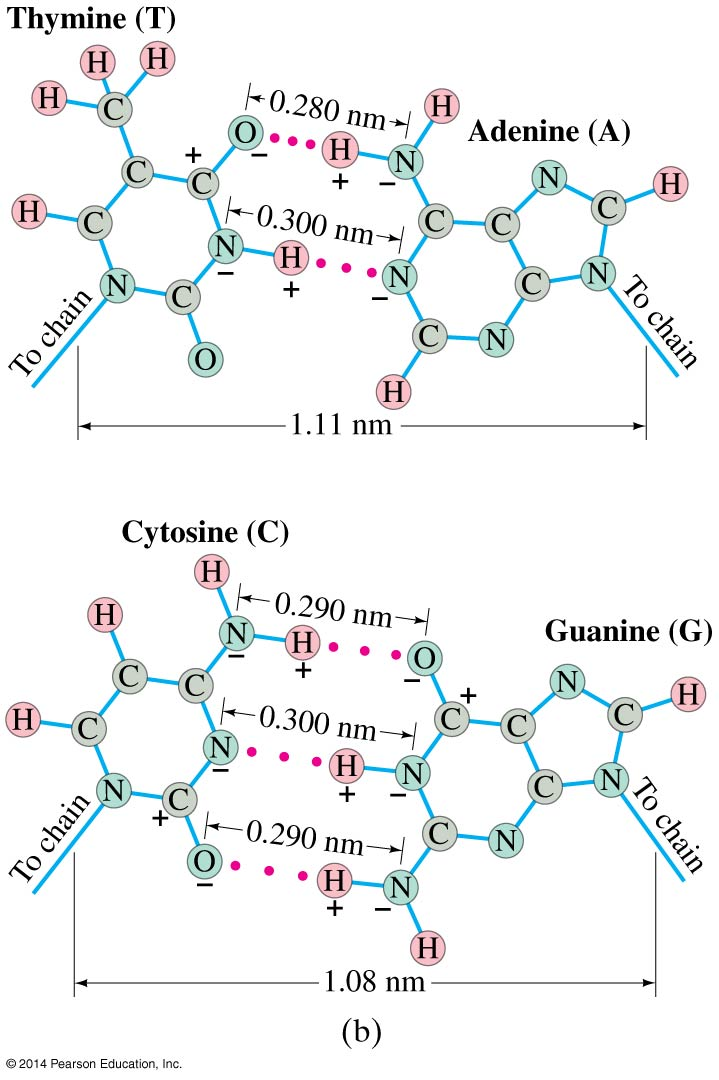 Thymine (T)
H H
H
C
0.280 nm
H
Adenine (A)
O
H
N
+
−
+
−
C
C
N
H
C
H
C
0.300 nm
C
C
N
H
N
C
N
−
+
−
N
C
To chain
To chain
O
C
N
H
1.11 nm
Cytosine (C)
H
0.290 nm
H
Guanine (G)
N
H
O
−
+
−
C
C
N
H
+
C
C
C
H
C
0.300 nm
N
H
N
C
N
−
+
−
N
C
+
To chain
To chain
0.290 nm
C
N
O
H
N
−
+
−
H
1.08 nm
(b)
© 2014 Pearson Education, Inc.